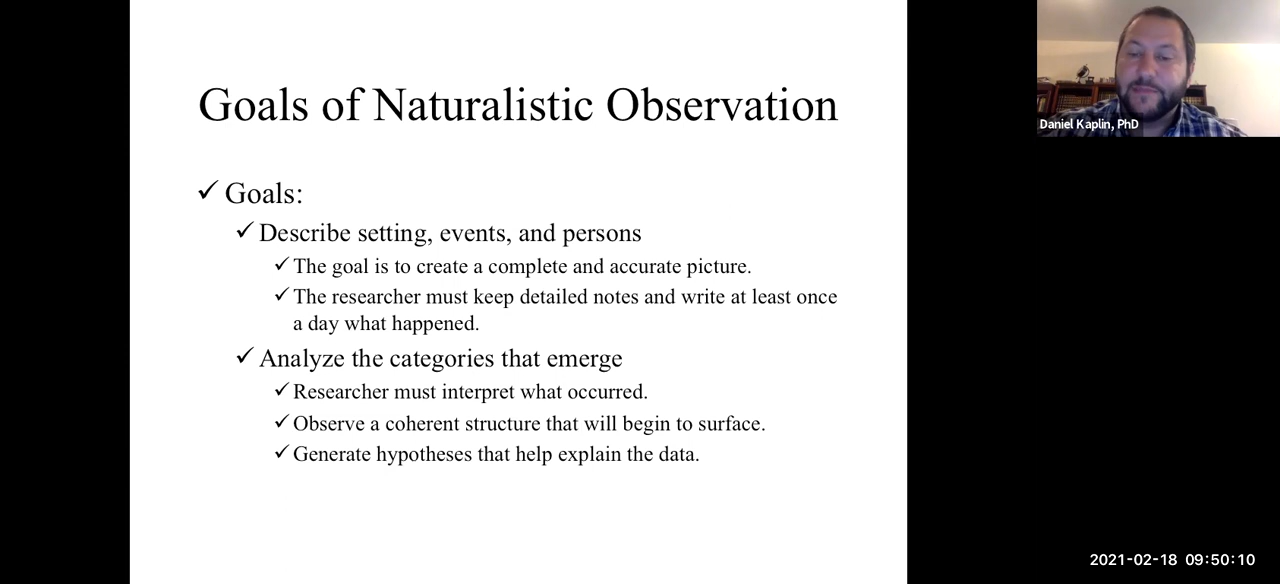 Goals of Naturalistic Observation
✓ Goals:
✓ Describe setting, events, and persons
✓ The goal is to create a complete and accurate picture.
✓ The researcher must keep detailed notes and write at least once
a day what happened.
✓ Analyze the categories that emerge
✓ Researcher must interpret what occurred.
✓ Observe a coherent structure that will begin to surface.
✓ Generate hypotheses that help explain the data.
Daniel Kaplin, PhD
2021-02-18 09:50:10